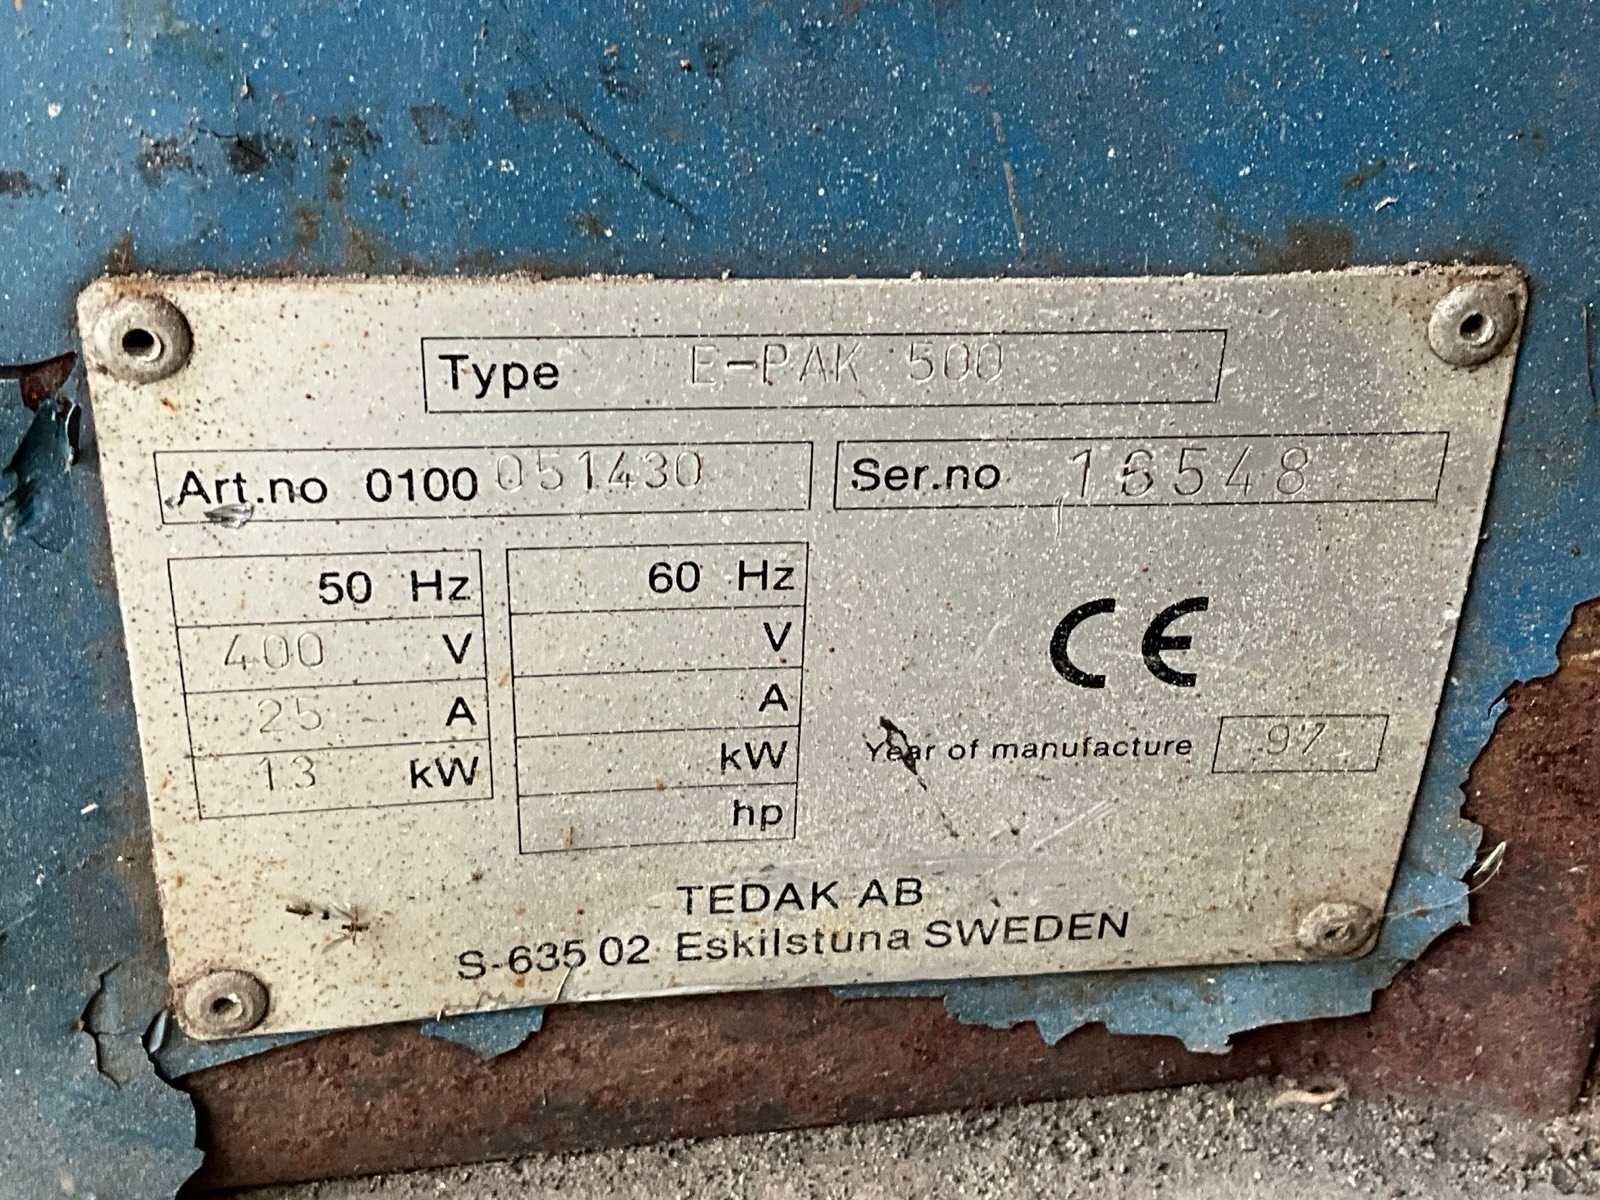 Type E-PAK 500
Art.no 0100 051430 Ser.no 16548
50 Hz
400 V
25 A
13 kW
60 Hz
V
A
kW
hp
CE
Year of manufacture 97
TEDAK AB
S-635 02 Eskilstuna SWEDEN